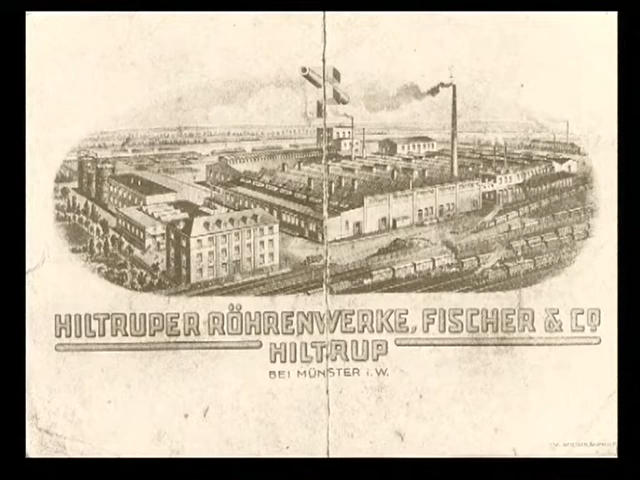 HILTRUPER RÖHRENWERKE, FISCHER & Co
HILTRUP
BEI MÜNSTER i. W.